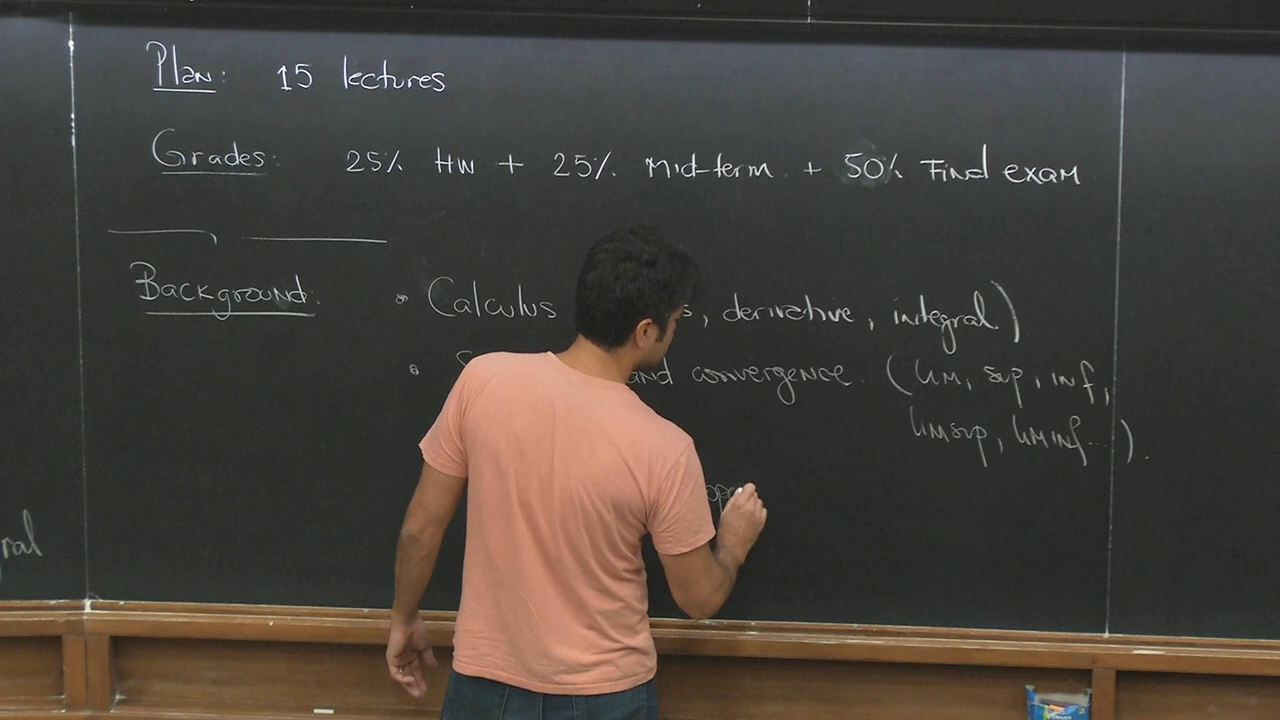 Plan: 15 lectures
Grades: 25% HW + 25% Mid-term + 50% Final exam
Background: • Calculus , derivative, integral)
• and convergence. (lim, sup, inf,
limsup, liminf...).
ral